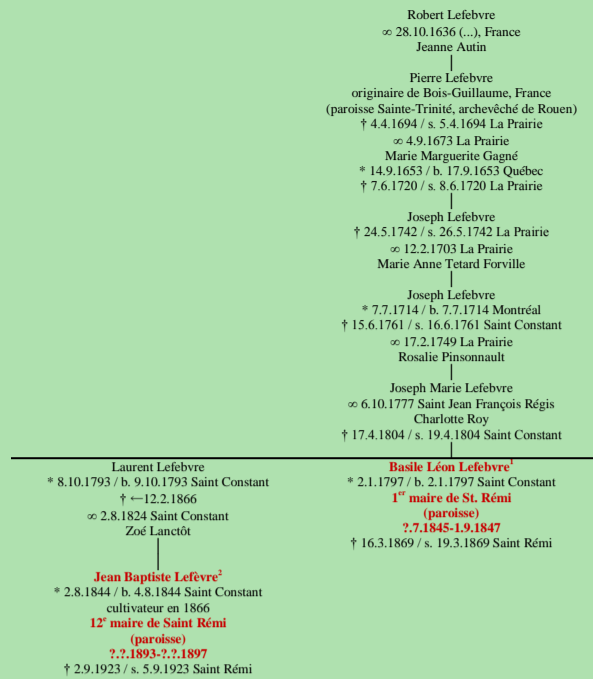 Robert Lefebvre
∞ 28.10.1636 (...), France
Jeanne Autin
Pierre Lefebvre
originaire de Bois-Guillaume, France
(paroisse Sainte-Trinité, archevêché de Rouen)
† 4.4.1694 / s. 5.4.1694 La Prairie
∞ 4.9.1673 La Prairie
Marie Marguerite Gagné
* 14.9.1653 / b. 17.9.1653 Québec
† 7.6.1720 / s. 8.6.1720 La Prairie
Joseph Lefebvre
† 24.5.1742 / s. 26.5.1742 La Prairie
∞ 12.2.1703 La Prairie
Marie Anne Tetard Forville
Joseph Lefebvre
* 7.7.1714 / b. 7.7.1714 Montréal
† 15.6.1761 / s. 16.6.1761 Saint Constant
∞ 17.2.1749 La Prairie
Rosalie Pinsonnault
Joseph Marie Lefebvre
∞ 6.10.1777 Saint Jean François Régis
Charlotte Roy
† 17.4.1804 / s. 19.4.1804 Saint Constant
Laurent Lefebvre
* 8.10.1793 / b. 9.10.1793 Saint Constant
† ←12.2.1866
∞ 2.8.1824 Saint Constant
Zoé Lanctôt
Jean Baptiste Lefèvre²
* 2.8.1844 / b. 4.8.1844 Saint Constant
cultivateur en 1866
12ᵉ maire de Saint Rémi
(paroisse)
?.?.1893-?.?.1897
† 2.9.1923 / s. 5.9.1923 Saint Rémi
Basile Léon Lefebvre¹
* 2.1.1797 / b. 2.1.1797 Saint Constant
1ᵉʳ maire de St. Rémi
(paroisse)
?.7.1845-1.9.1847
† 16.3.1869 / s. 19.3.1869 Saint Rémi